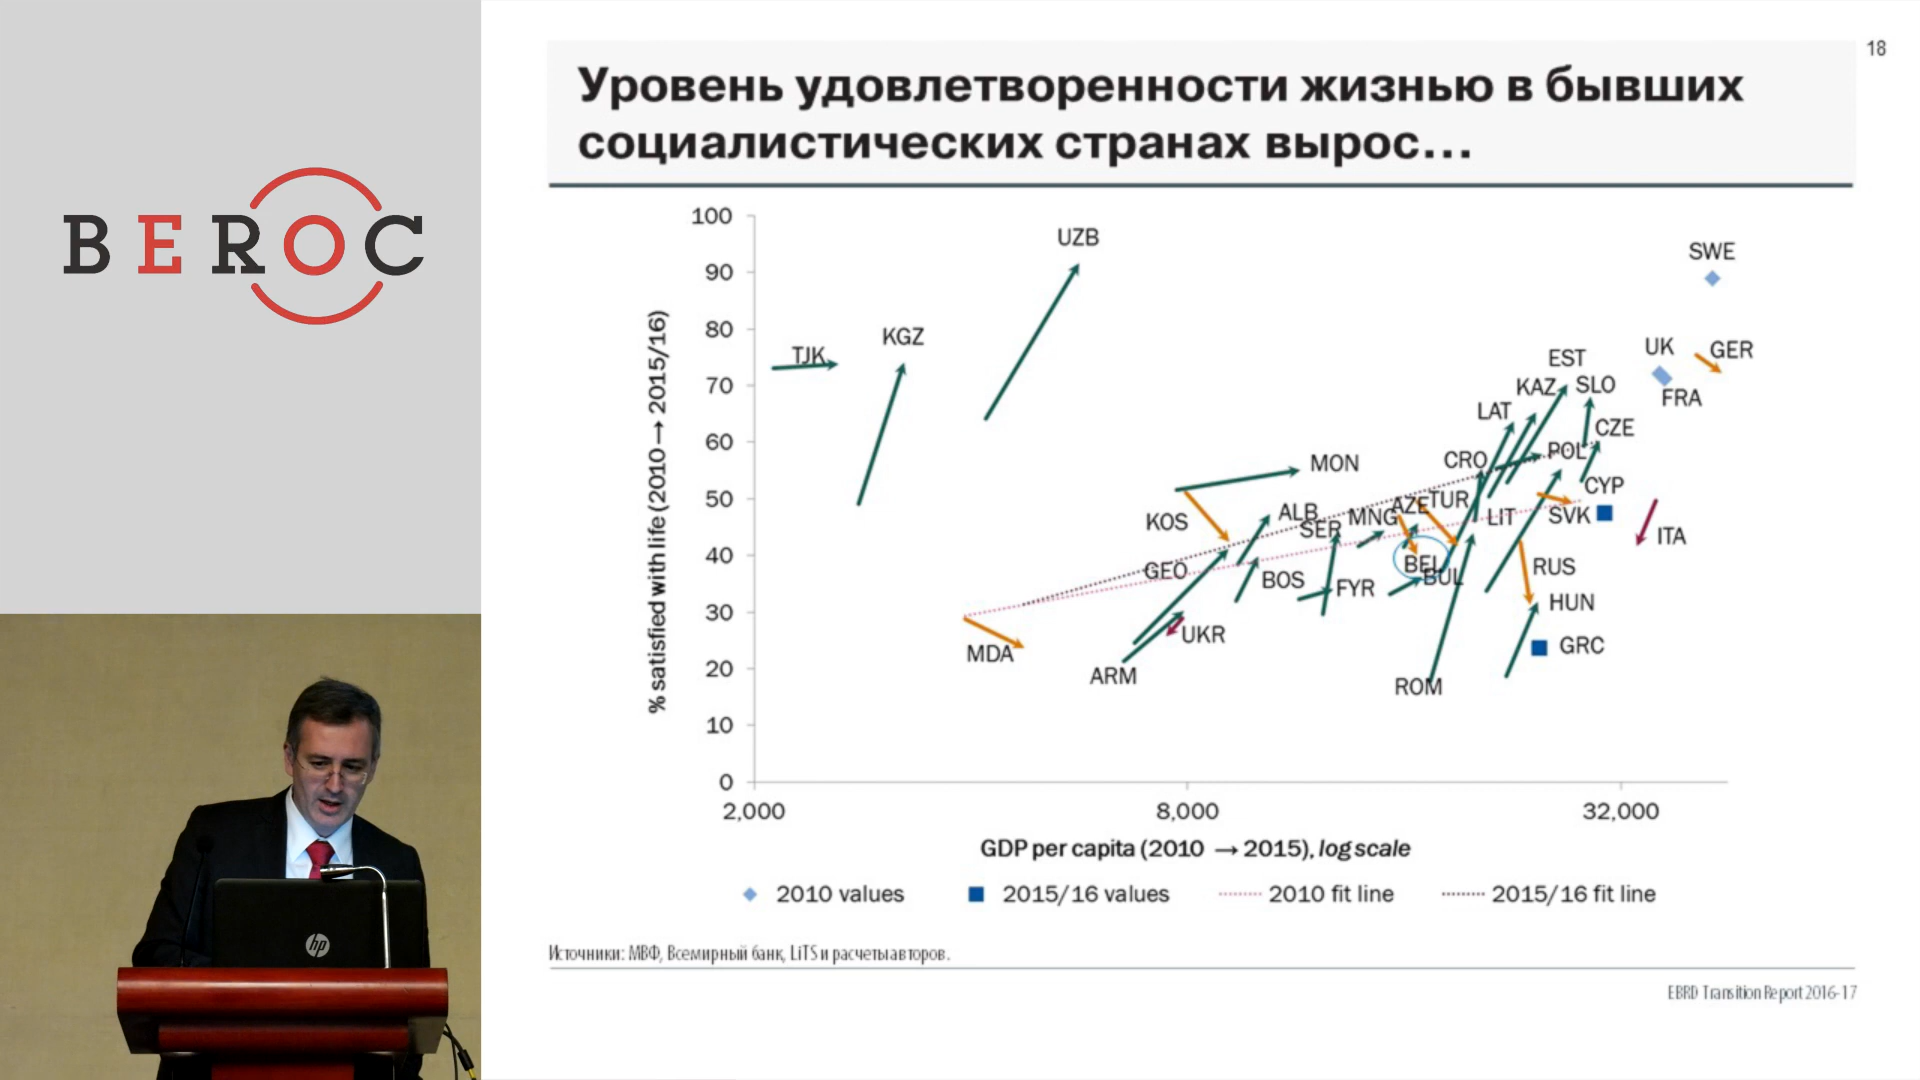 BEROC
18
Уровень удовлетворенности жизнью в бывших
социалистических странах вырос...
% satisfied with life (2010 → 2015/16)
100
90
80
70
60
50
40
30
20
10
0
UZB
SWE
KGZ
TJK
UK
GER
EST
KAZ
SLO
FRA
LAT
CZE
CRO
POL
MON
CYP
AZE
TUR
KOS
ALB
SER
MNG
LIT
SVK
ITA
GEO
BOS
BEL
BUL
RUS
FYR
HUN
UKR
GRC
MDA
ARM
ROM
2,000
8,000
32,000
GDP per capita (2010 → 2015), log scale
2010 values
2015/16 values
2010 fit line
2015/16 fit line
Источники: МВФ, Всемирный банк, LiTS и расчеты авторов.
EBRD Transition Report 2016-17
hp